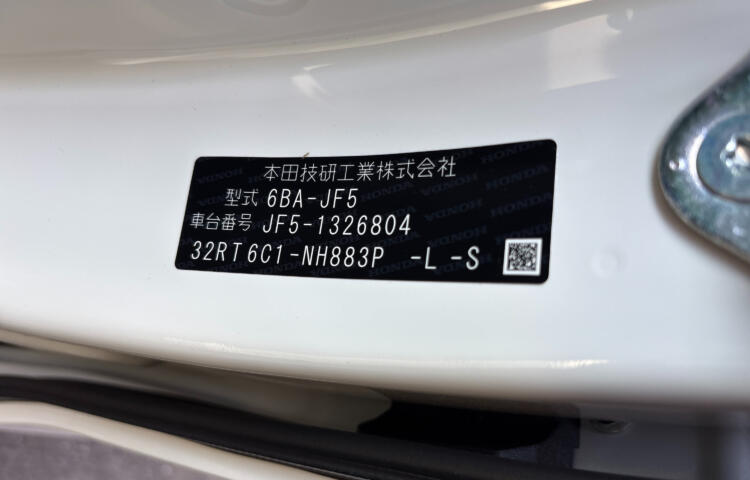 本田技研工業株式会社
型式 6BA-JF5
車台番号 JF5-1326804
32RT6C1-NH883P -L -S